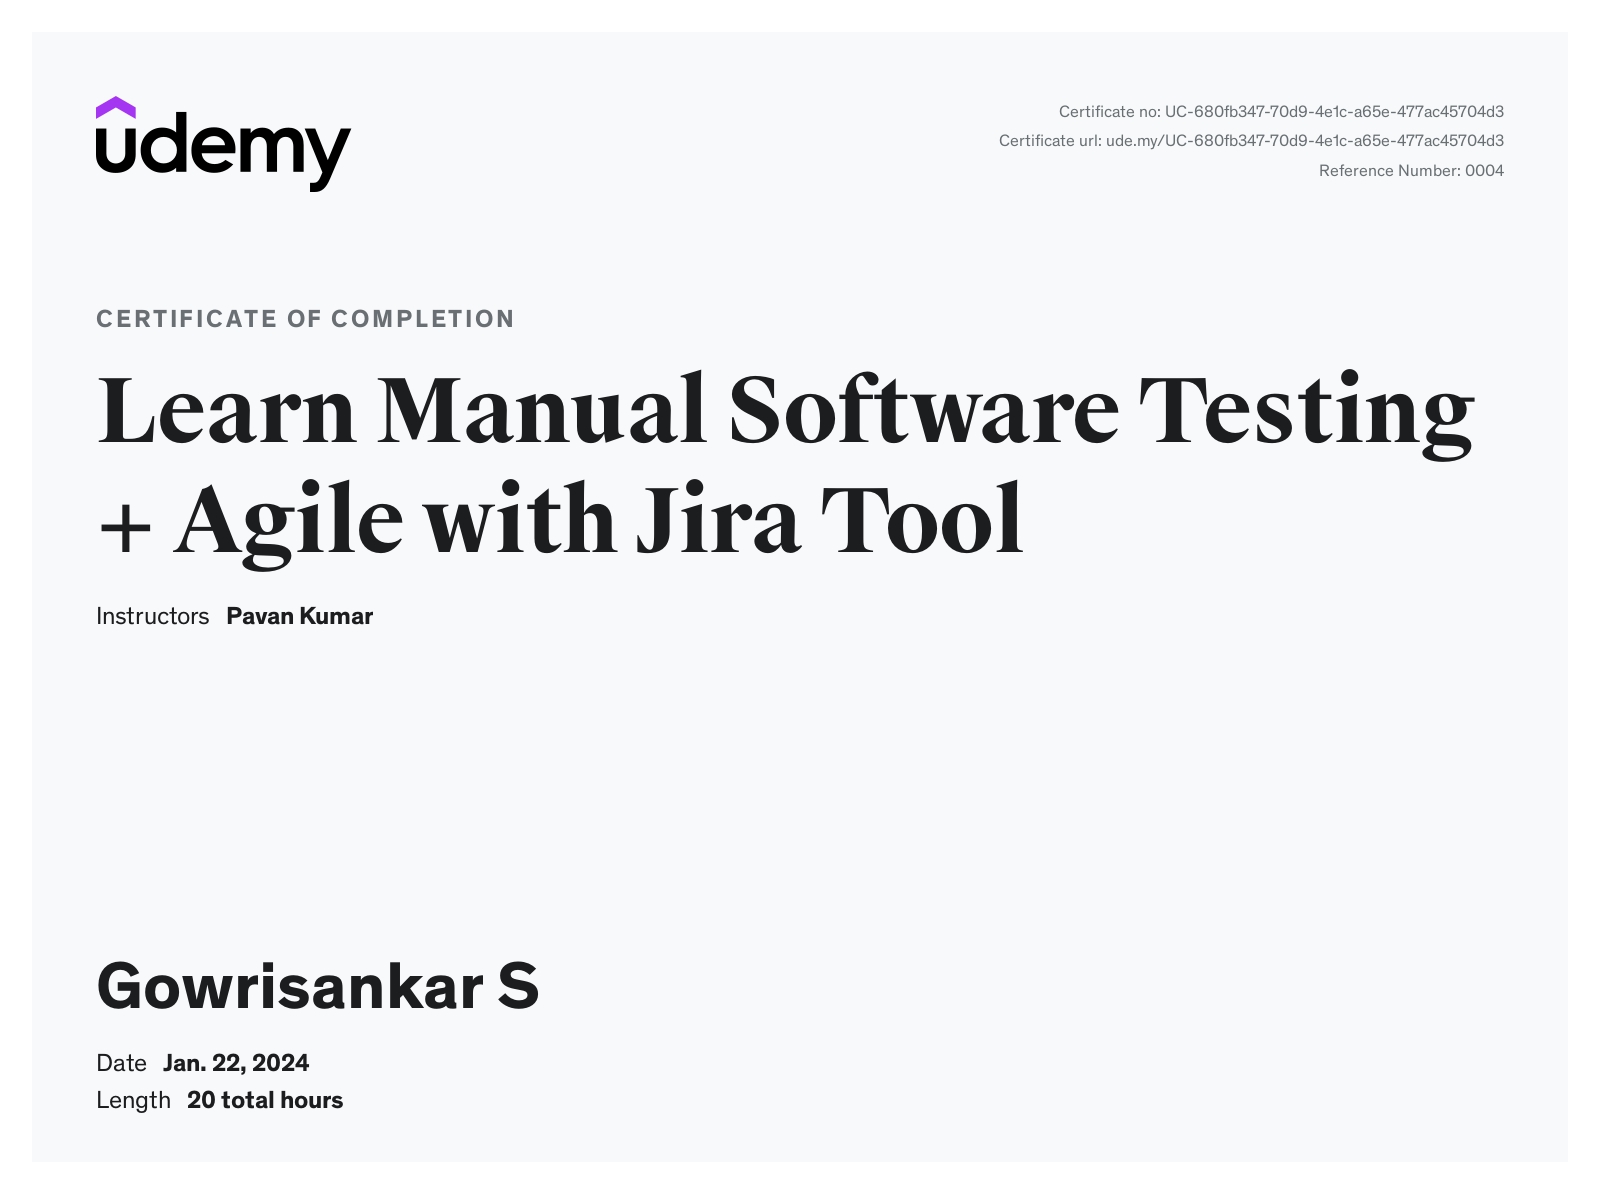 udemy
Certificate no: UC-680fb347-70d9-4e1c-a65e-477ac45704d3
Certificate url: ude.my/UC-680fb347-70d9-4e1c-a65e-477ac45704d3
Reference Number: 0004
CERTIFICATE OF COMPLETION
Learn Manual Software Testing
+ Agile with Jira Tool
Instructors Pavan Kumar
Gowrisankar S
Date Jan. 22, 2024
Length 20 total hours